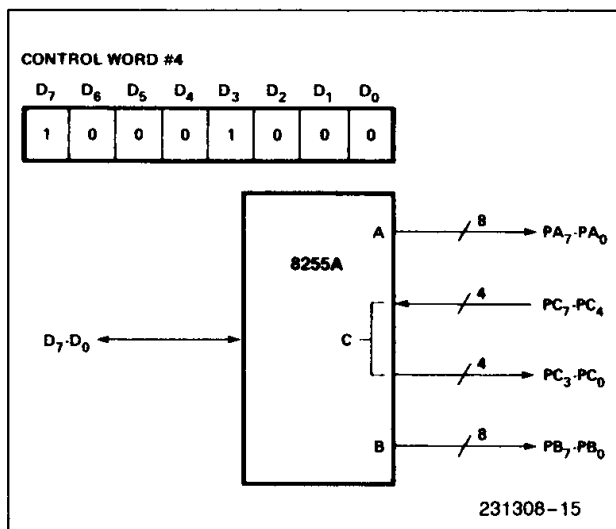 CONTROL WORD #4
D7 D6 D5 D4 D3 D2 D1 D0
1 0 0 0 1 0 0 0
8255A
A 8 PA7-PA0
4 PC7-PC4
D7-D0
C
4 PC3-PC0
B 8 PB7-PB0
231308-15